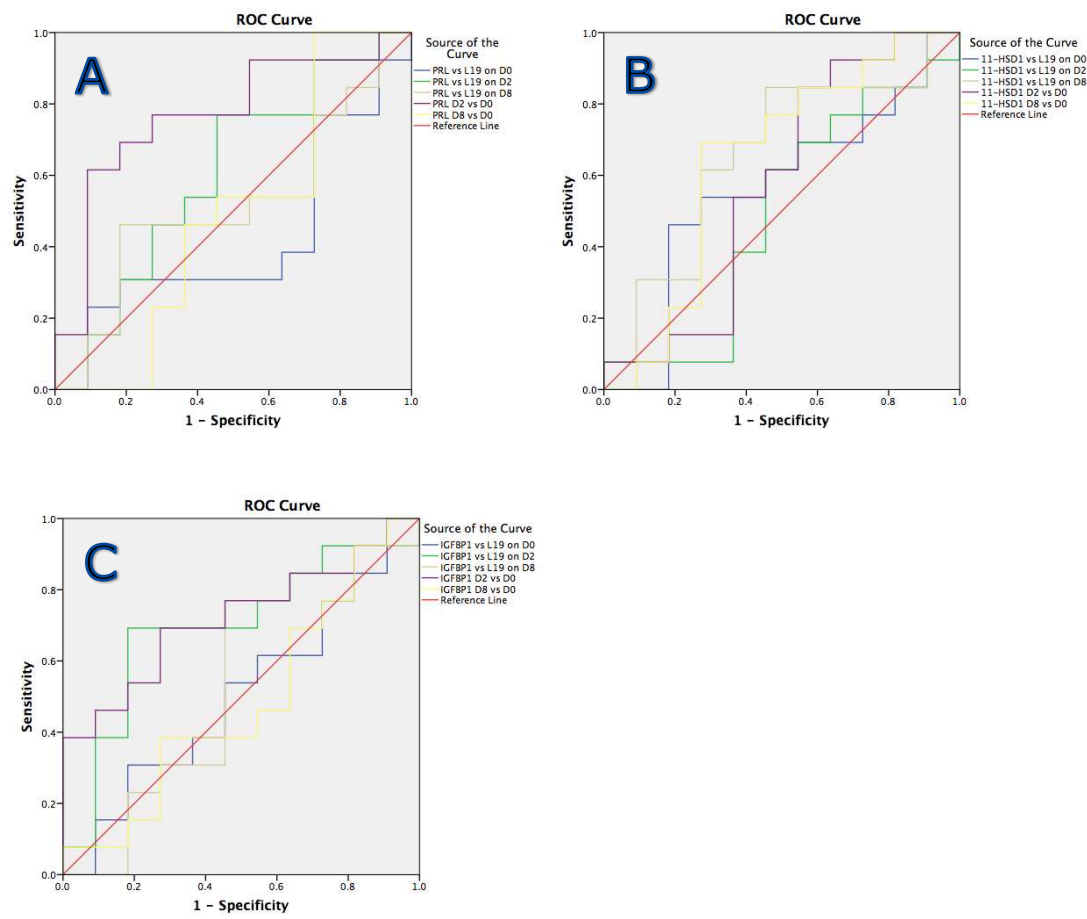 ROC Curve
A
Source of the
Curve
PRL vs L19 on D0
PRL vs L19 on D2
PRL vs L19 on D8
PRL D2 vs D0
PRL D8 vs D0
Reference Line
Sensitivity
1.0
0.8
0.6
0.4
0.2
0.0
0.0 0.2 0.4 0.6 0.8 1.0
1 - Specificity
ROC Curve
B
Source of the Curve
11-HSD1 vs L19 on D0
11-HSD1 vs L19 on D2
11-HSD1 vs L19 on D8
11-HSD1 D2 vs D0
11-HSD1 D8 vs D0
Reference Line
Sensitivity
1.0
0.8
0.6
0.4
0.2
0.0
0.0 0.2 0.4 0.6 0.8 1.0
1 - Specificity
ROC Curve
C
Source of the Curve
IGFBP1 vs L19 on D0
IGFBP1 vs L19 on D2
IGFBP1 vs L19 on D8
IGFBP1 D2 vs D0
IGFBP1 D8 vs D0
Reference Line
Sensitivity
1.0
0.8
0.6
0.4
0.2
0.0
0.0 0.2 0.4 0.6 0.8 1.0
1 - Specificity